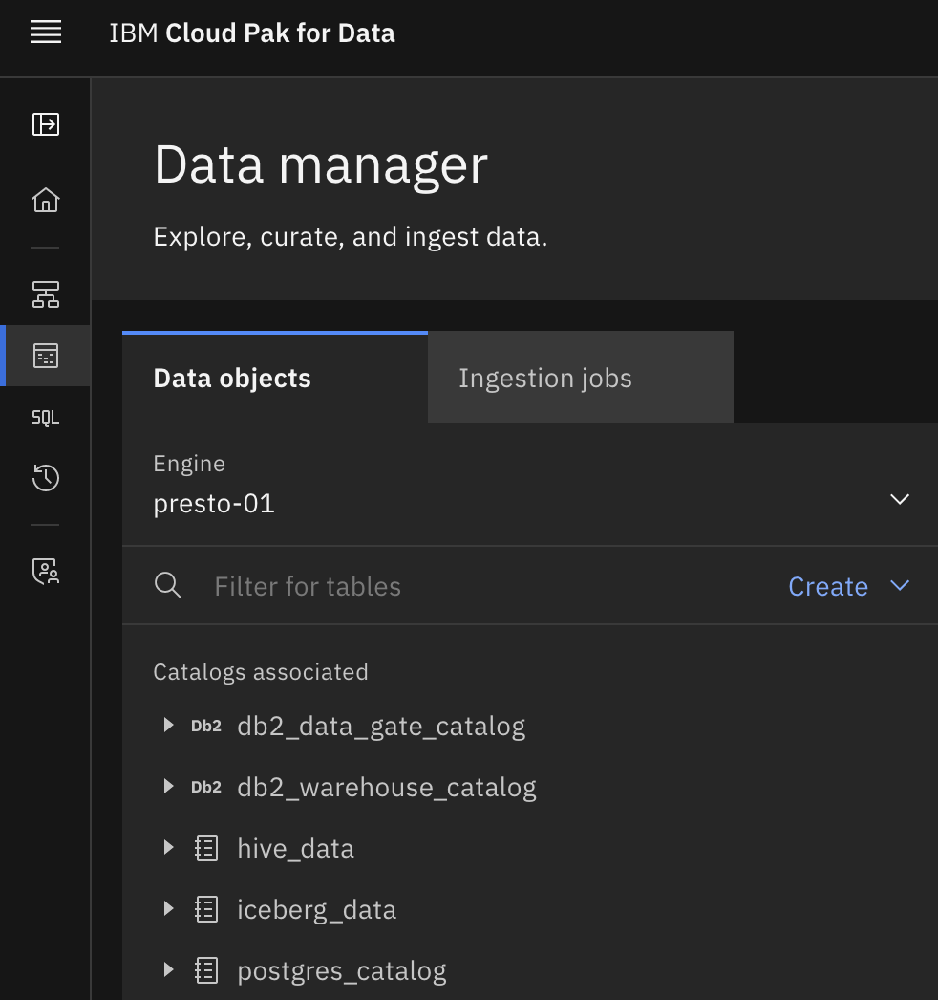 IBM Cloud Pak for Data
Data manager
Explore, curate, and ingest data.
Data objects
Ingestion jobs
SQL
Engine
presto-01
Filter for tables
Create
Catalogs associated
Db2 db2_data_gate_catalog
Db2 db2_warehouse_catalog
hive_data
iceberg_data
postgres_catalog